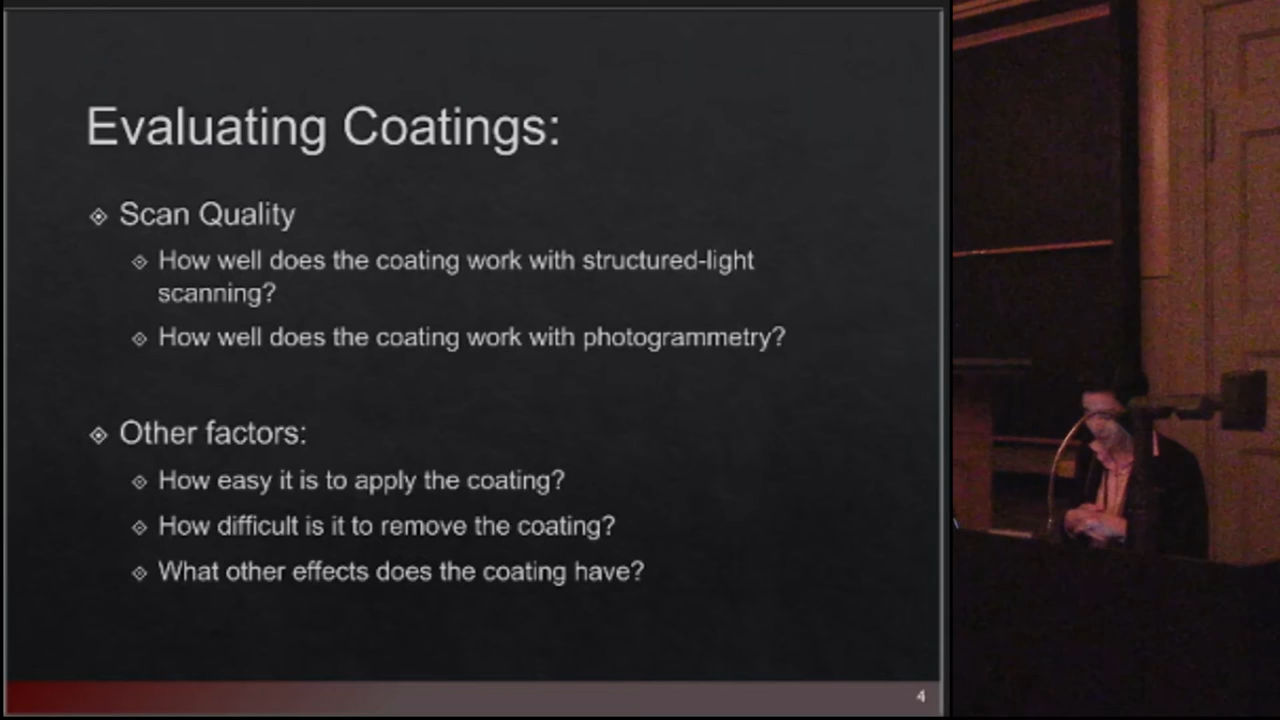 Evaluating Coatings:
Scan Quality
How well does the coating work with structured-light
scanning?
How well does the coating work with photogrammetry?
Other factors:
How easy it is to apply the coating?
How difficult is it to remove the coating?
What other effects does the coating have?
4